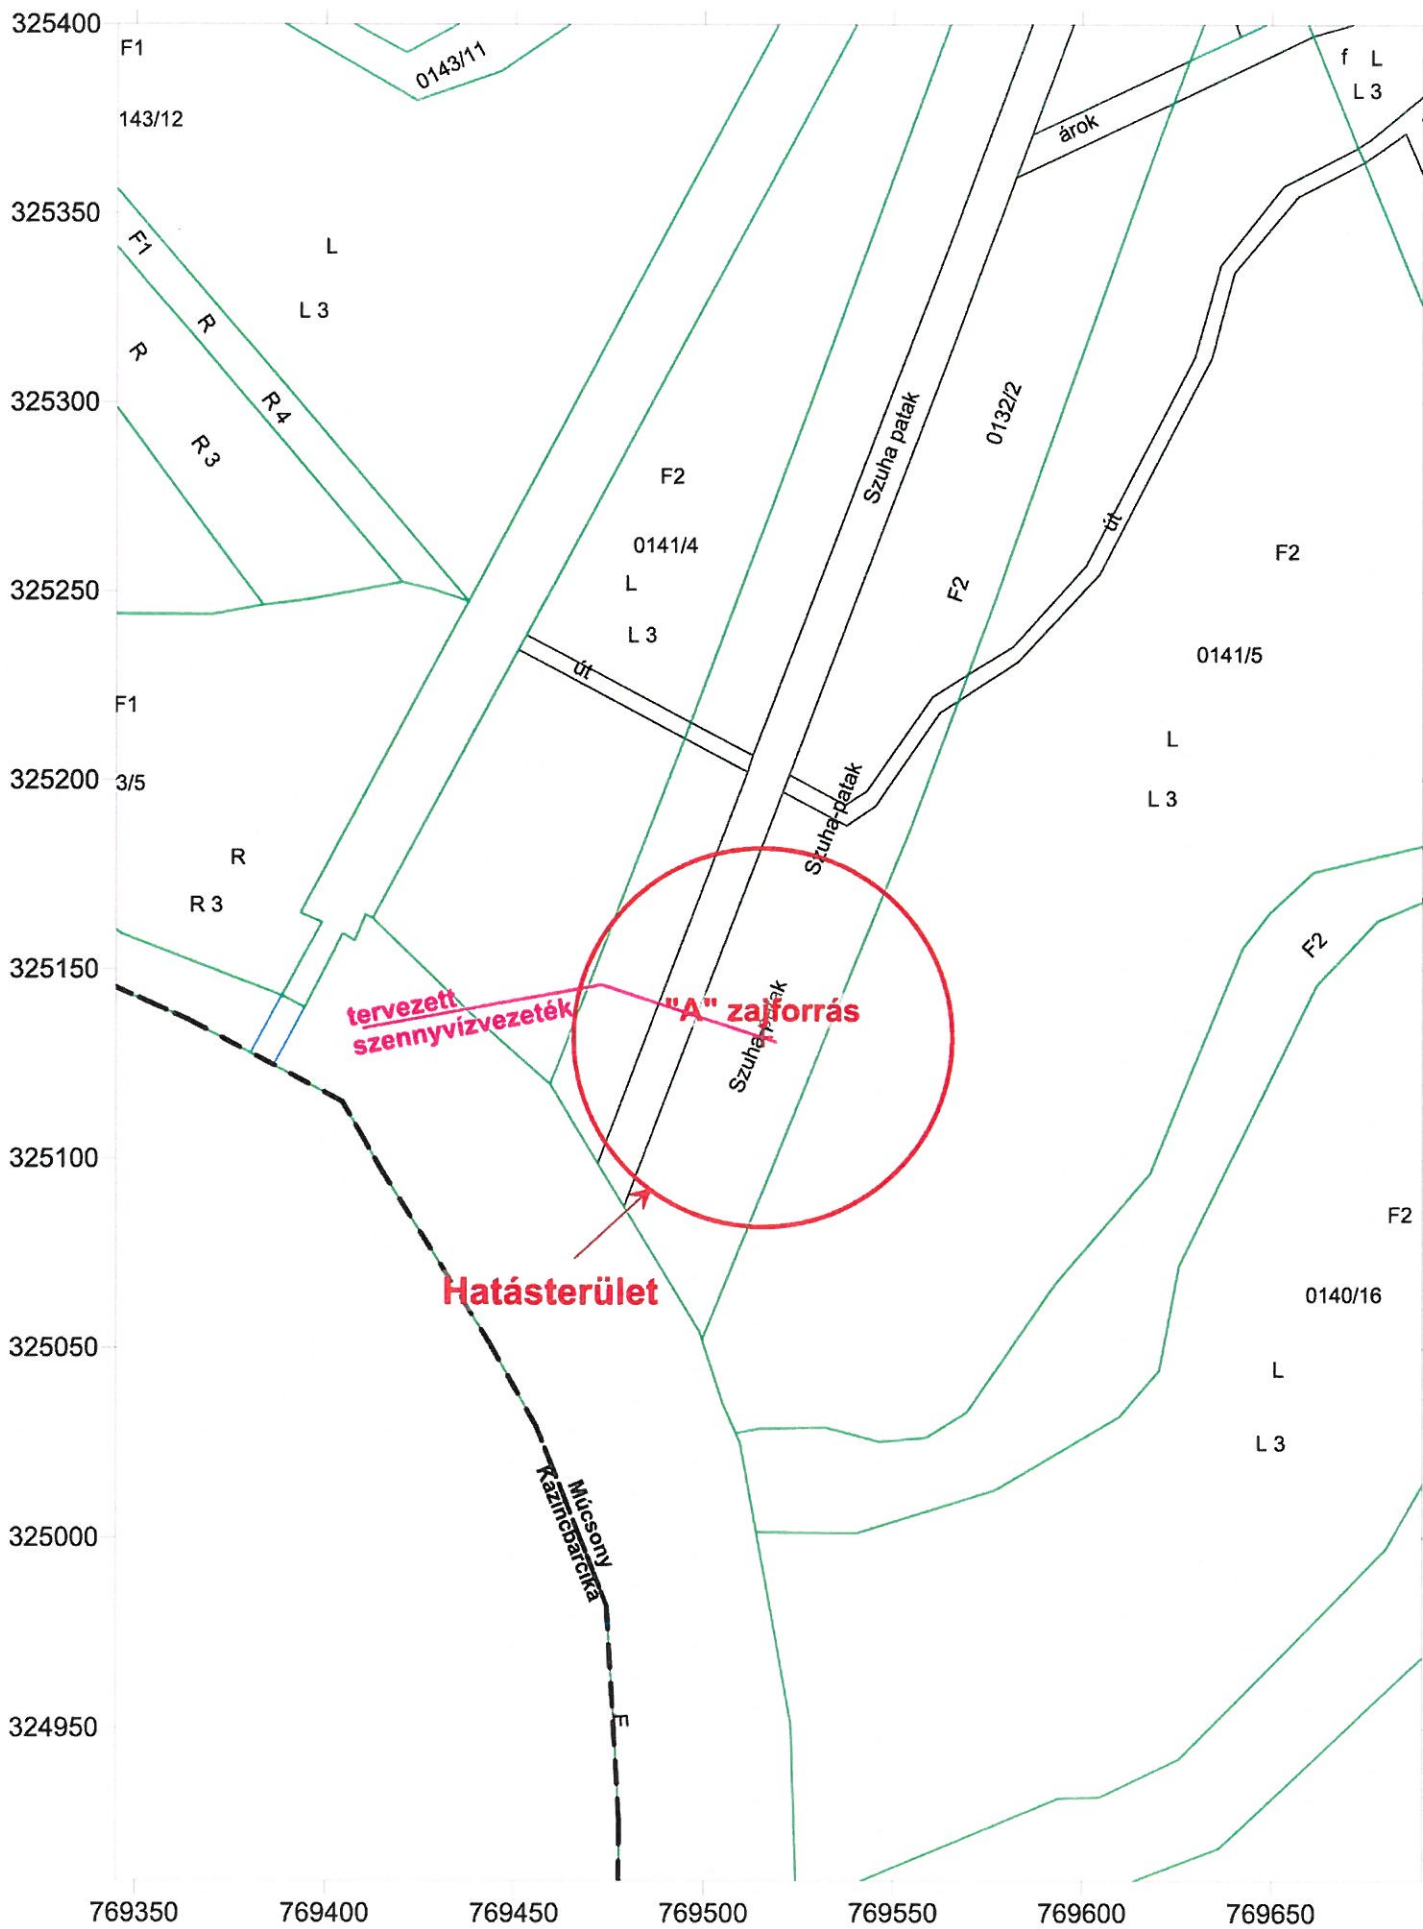 325400
F1
0143/11
f L
L 3
143/12
árok
325350
F1
L
L 3
R
R
325300
R 4
R 3
Szuha patak
0132/2
F2
0141/4
út
F2
325250
L
F2
L 3
út
0141/5
F1
L
325200
3/5
Szuha-patak
L 3
R
R 3
F2
325150
tervezett
szennyvízvezeték
"A" zajforrás
Szuha-patak
325100
F2
Hatásterület
0140/16
325050
L
L 3
Múcsony
Kazincbarcika
325000
324950
E
769350 769400 769450 769500 769550 769600 769650